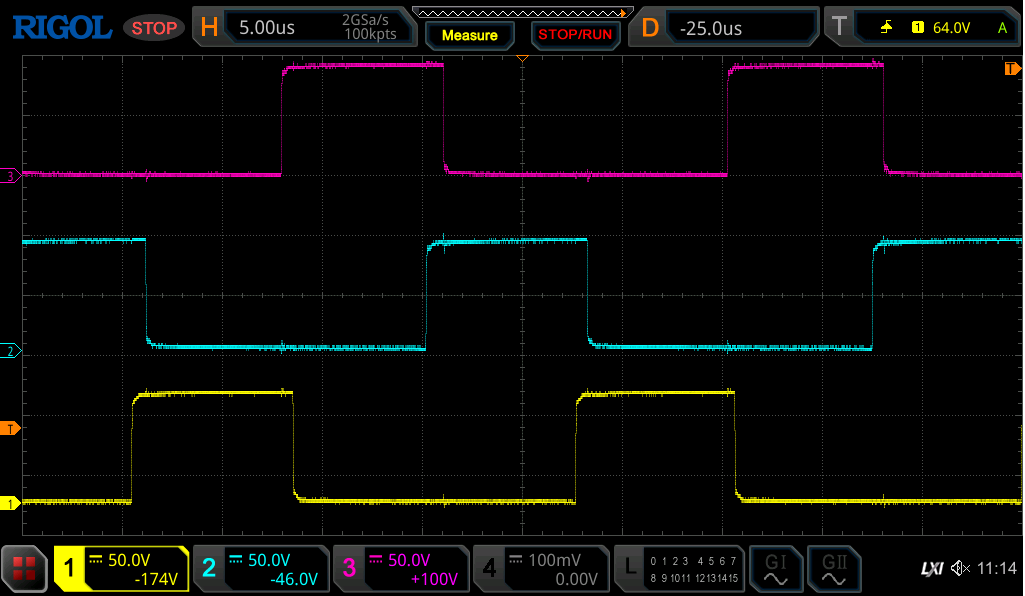 RIGOL STOP H 5.00us 2GSa/s 100kpts Measure STOP/RUN D -25.0us T 1 64.0V A
T
3
2
T
1
1 50.0V -174V 2 50.0V -46.0V 3 50.0V +100V 4 100mV 0.00V L 0 1 2 3 4 5 6 7 8 9 10 11 12 13 14 15 GI GII LXI 11:14